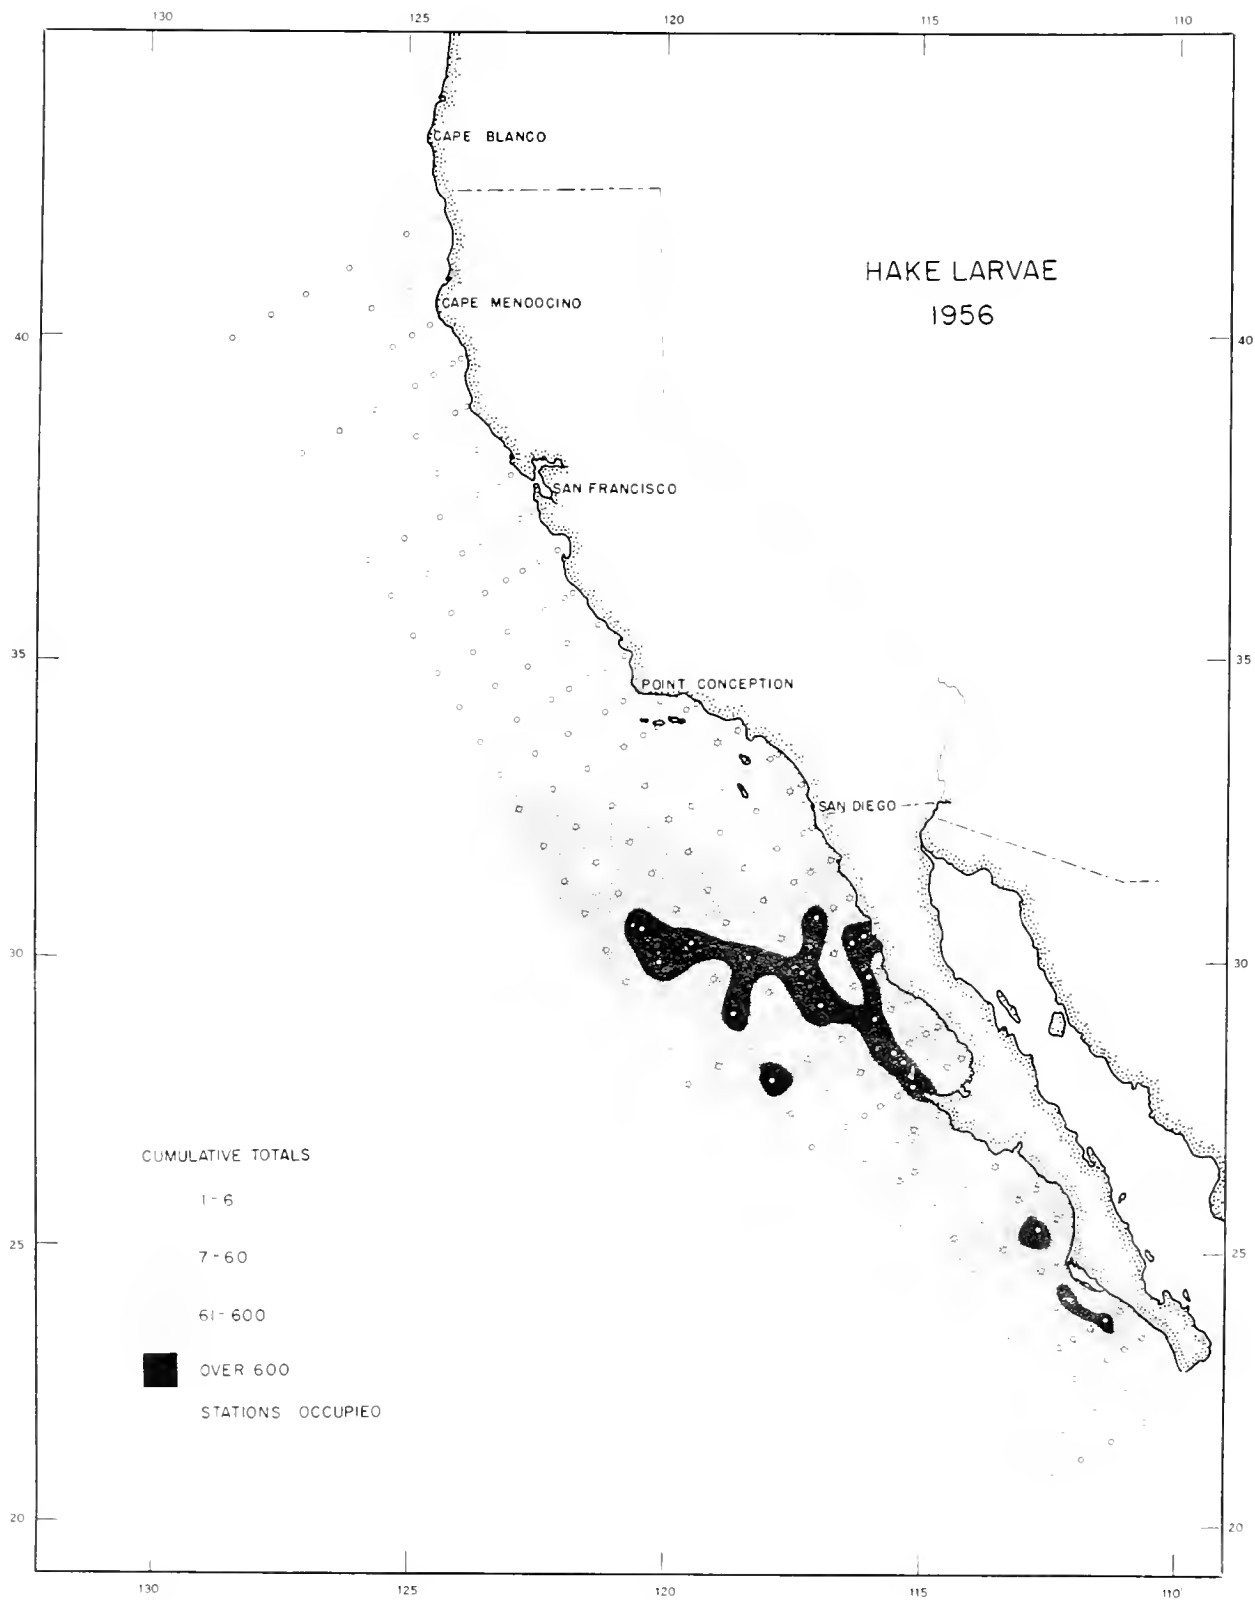 130 125 120 115 110
CAPE BLANCO
HAKE LARVAE
CAPE MENDOCINO
1956
40 40
SAN FRANCISCO
35 35
POINT CONCEPTION
SAN DIEGO
30 30
CUMULATIVE TOTALS
1-6
25 25
7-60
61-600
OVER 600
STATIONS OCCUPIED
20 20
130 125 120 115 110